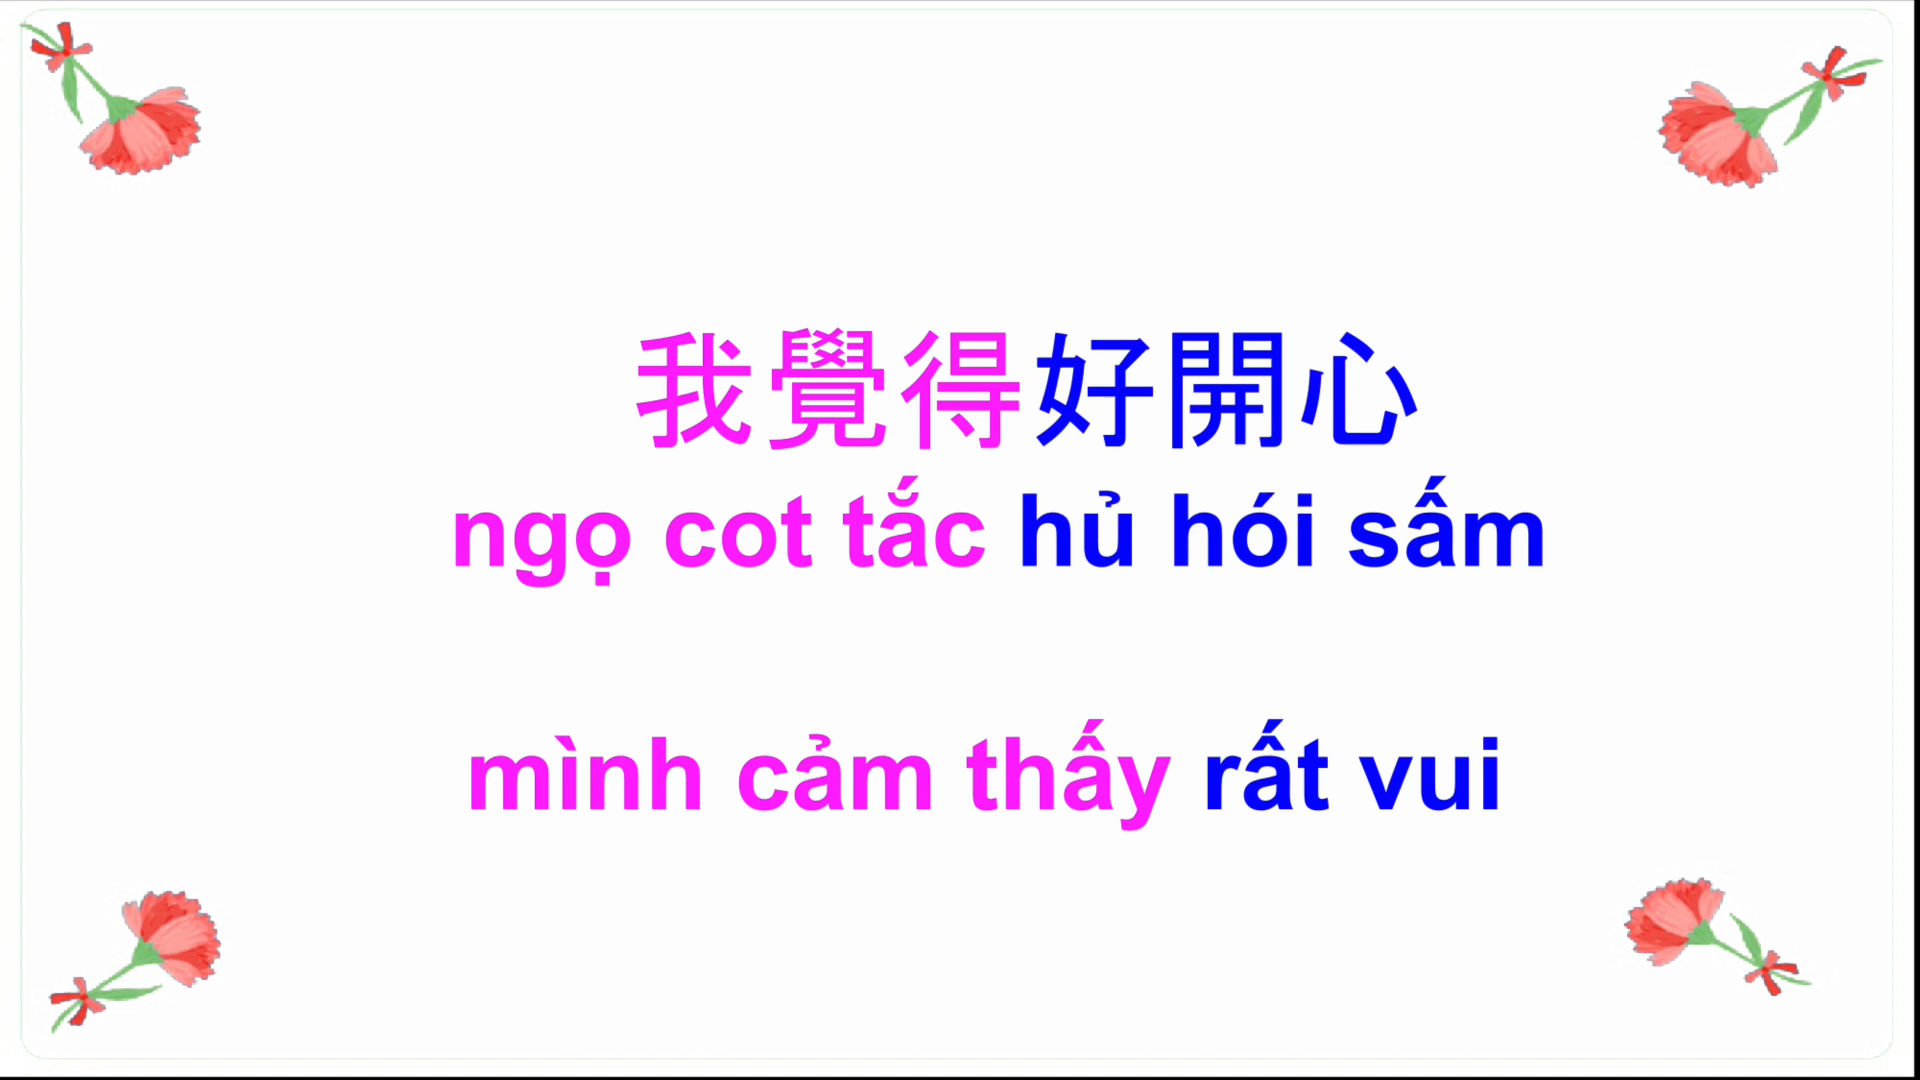 我覺得好開心
ngọ cot tắc hủ hói sấm
mình cảm thấy rất vui